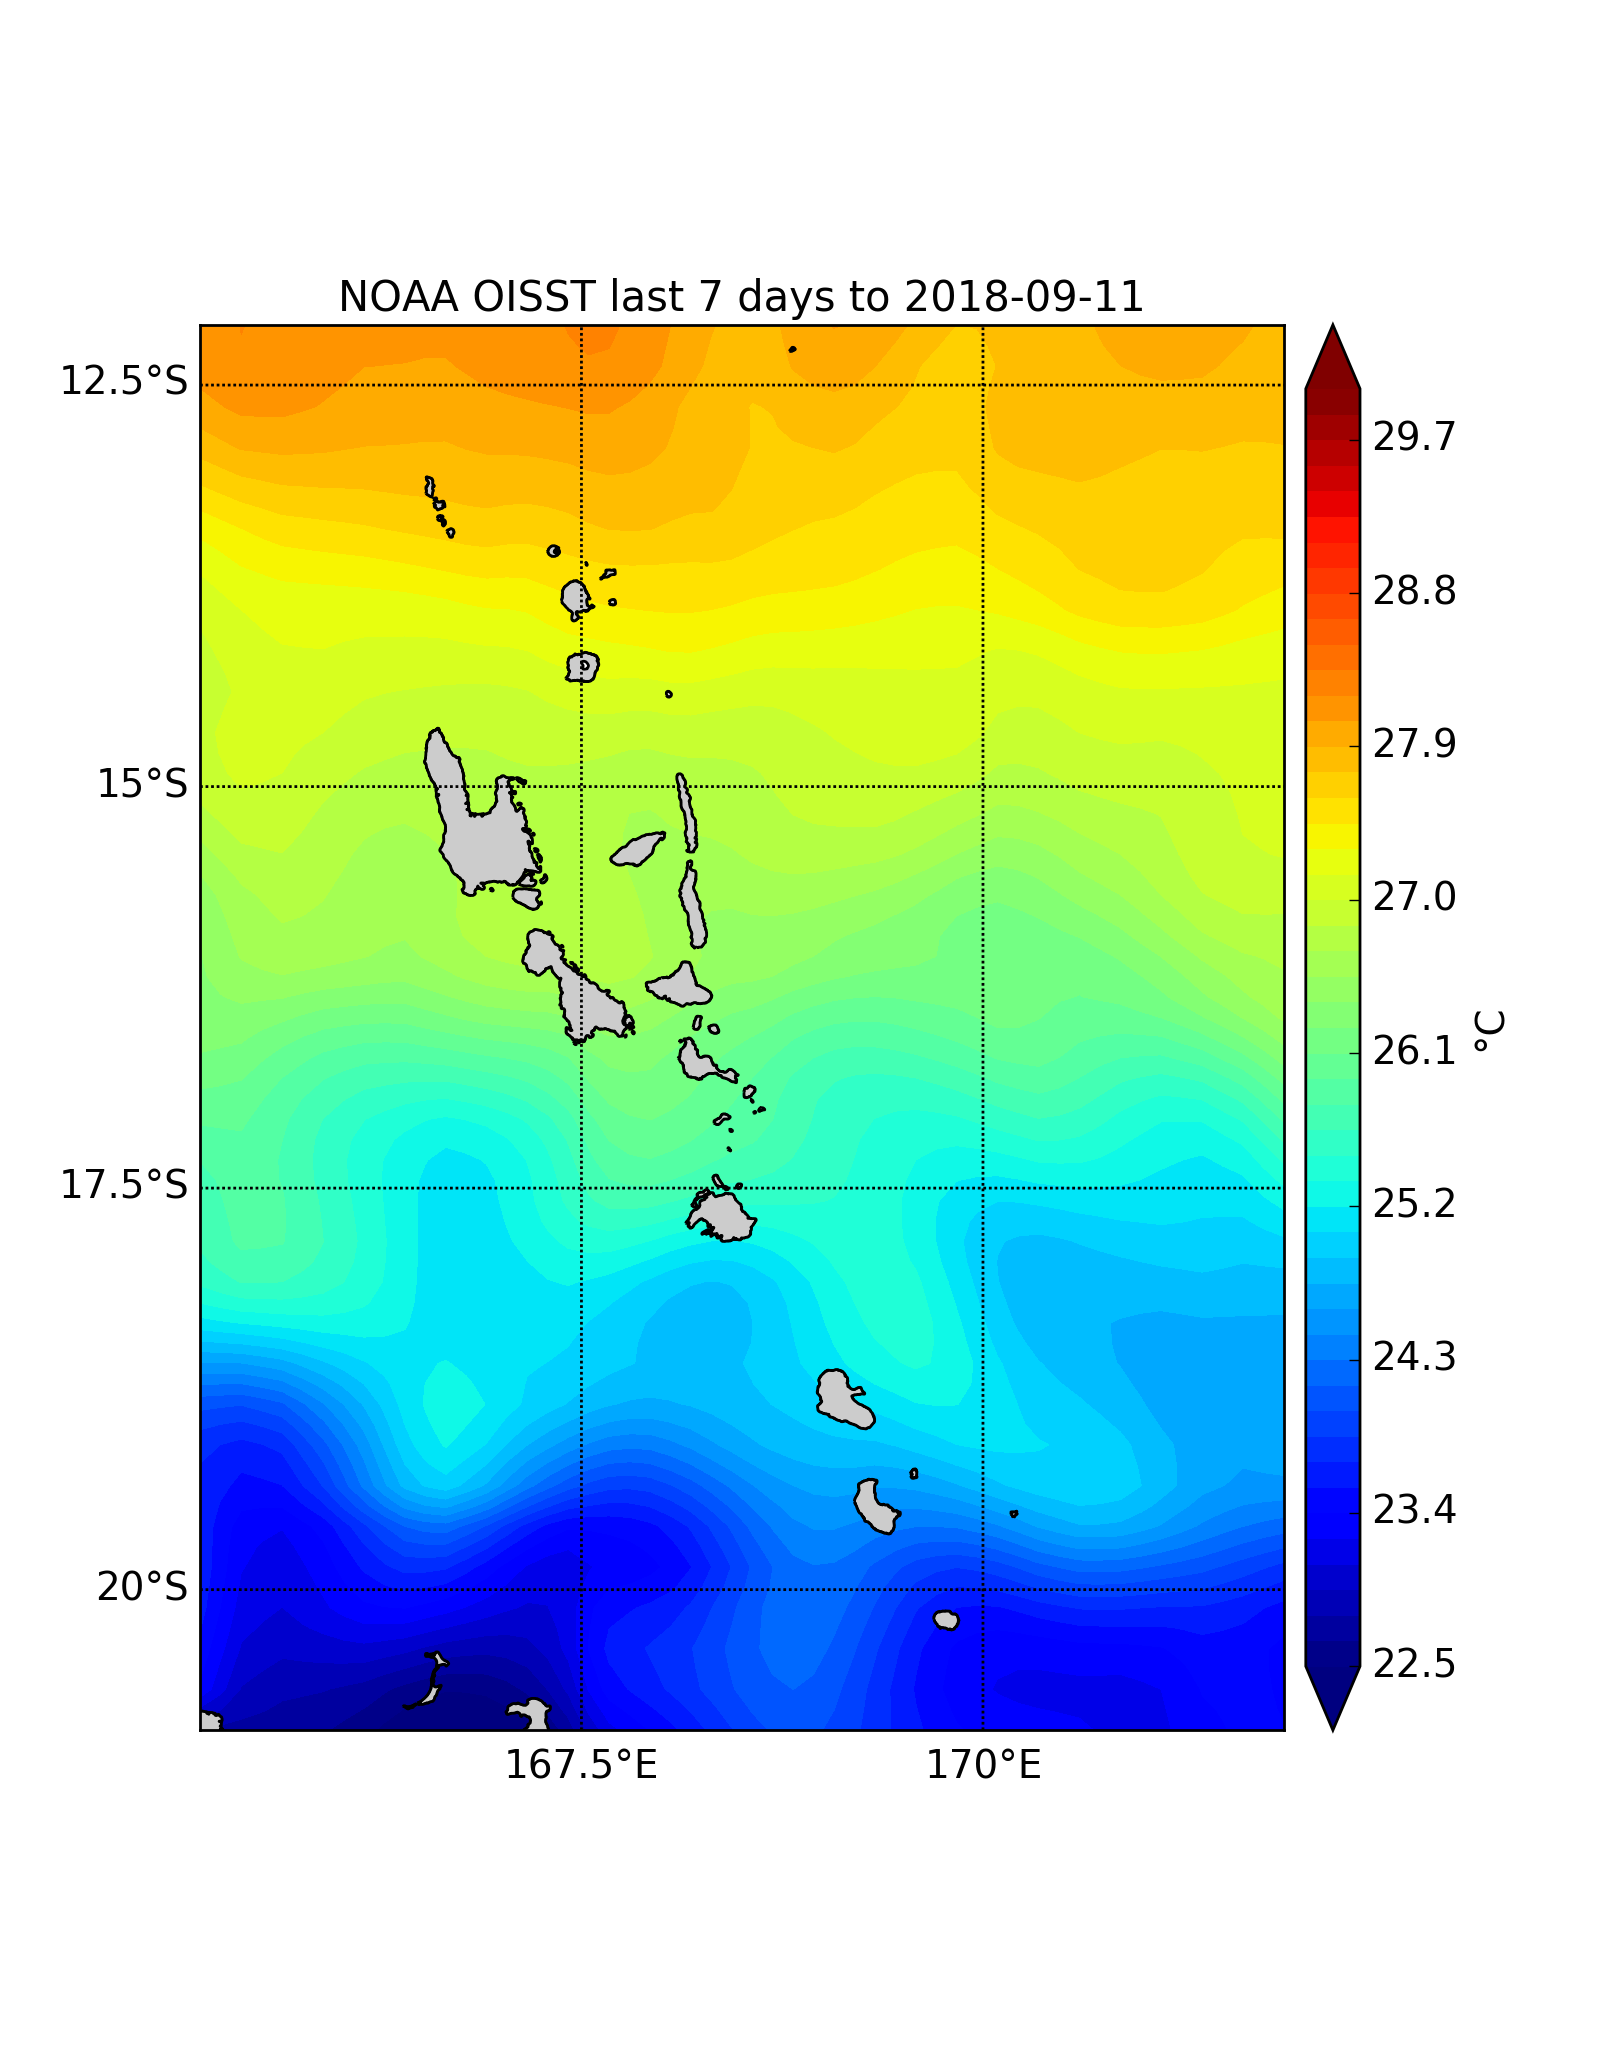 NOAA OISST last 7 days to 2018-09-11
12.5°S
15°S
17.5°S
20°S
167.5°E
170°E
29.7
28.8
27.9
27.0
26.1
25.2
24.3
23.4
22.5
°C